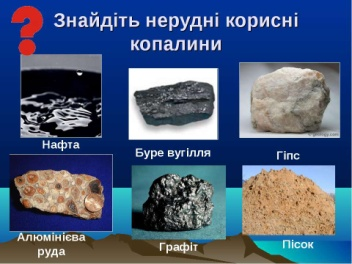 Знайдіть нерудні корисні
копалини
Нафта
Буре вугілля
Гіпс
Алюмінієва
руда
Графіт
Пісок